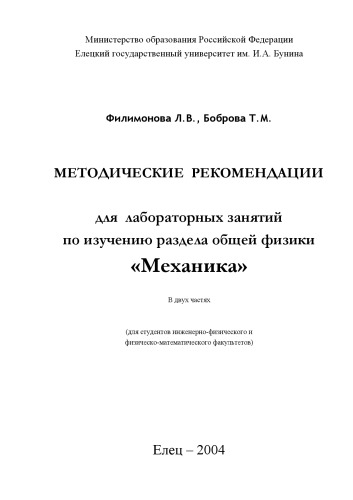 Министерство образования Российской Федерации
Елецкий государственный университет им. И.А. Бунина
Филимонова Л.В., Боброва Т.М.
МЕТОДИЧЕСКИЕ РЕКОМЕНДАЦИИ
для лабораторных занятий
по изучению раздела общей физики
«Механика»
В двух частях
(для студентов инженерно-физического и
физическо-математического факультетов)
Елец – 2004